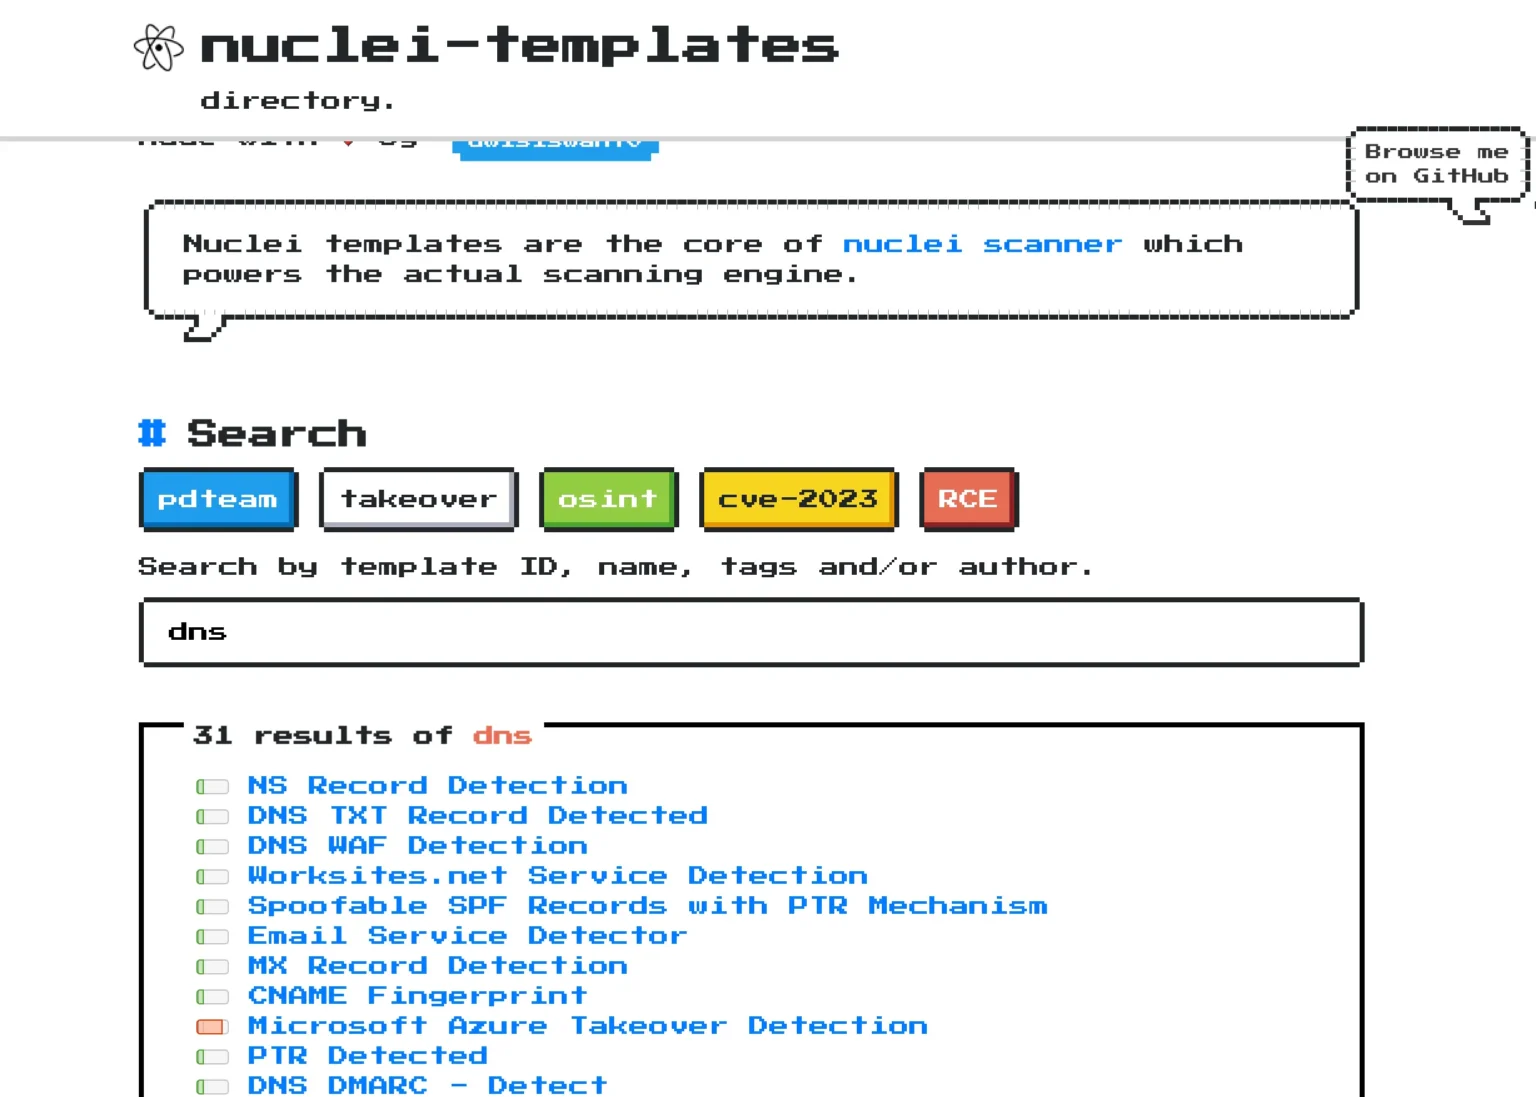 nuclei-templates
directory.
Made with ♥ by dwisiswant0
Browse me
on GitHub
Nuclei templates are the core of nuclei scanner which
powers the actual scanning engine.
# Search
pdteam takeover osint cve-2023 RCE
Search by template ID, name, tags and/or author.
dns
31 results of dns
NS Record Detection
DNS TXT Record Detected
DNS WAF Detection
Worksites.net Service Detection
Spoofable SPF Records with PTR Mechanism
Email Service Detector
MX Record Detection
CNAME Fingerprint
Microsoft Azure Takeover Detection
PTR Detected
DNS DMARC - Detect